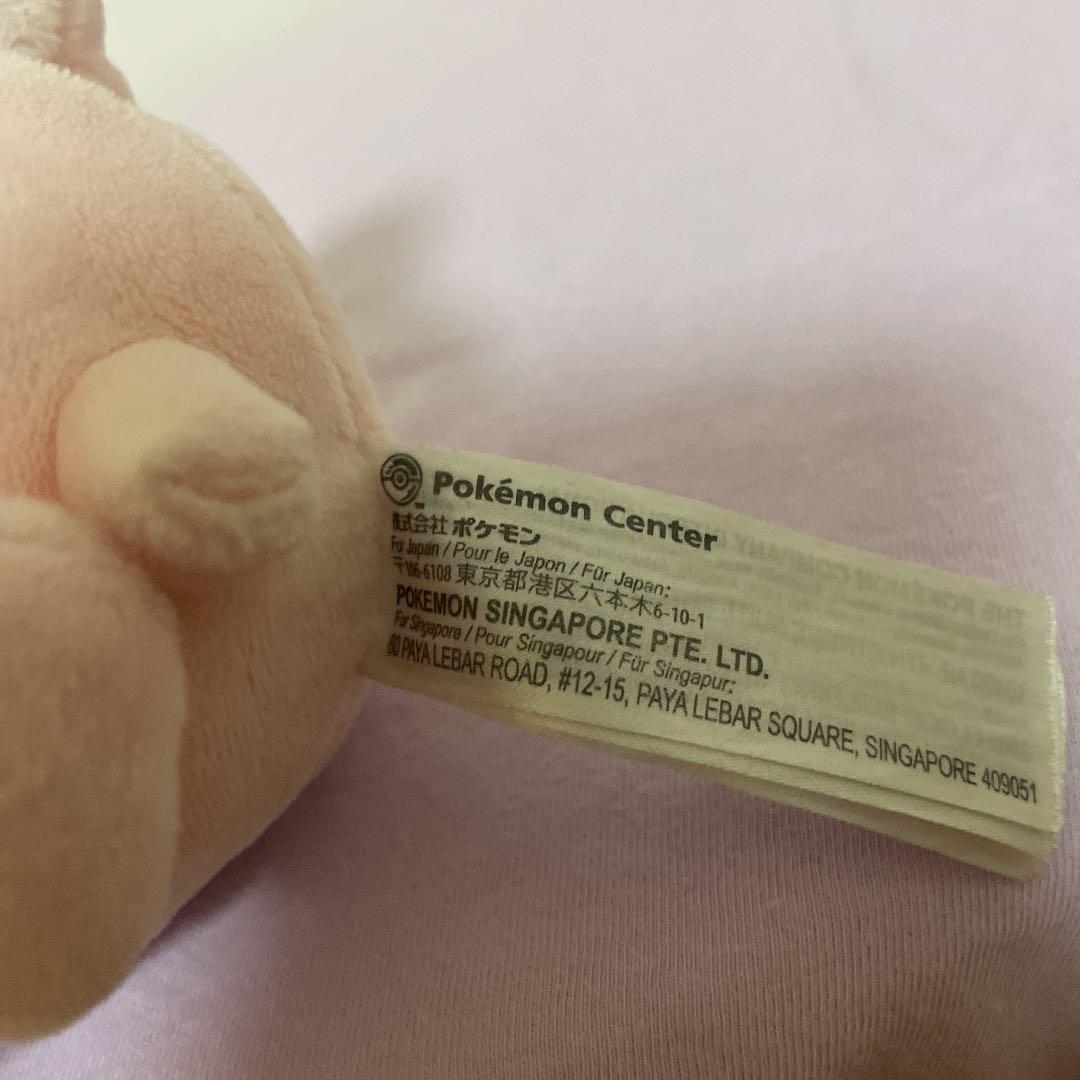 Pokémon Center
TM
株式会社 ポケモン
For Japan / Pour le Japon / Für Japan:
〒106-6108 東京都港区六本木6-10-1
POKEMON SINGAPORE PTE. LTD.
For Singapore / Pour Singapour / Für Singapur:
60 PAYA LEBAR ROAD, #12-15, PAYA LEBAR SQUARE, SINGAPORE 409051